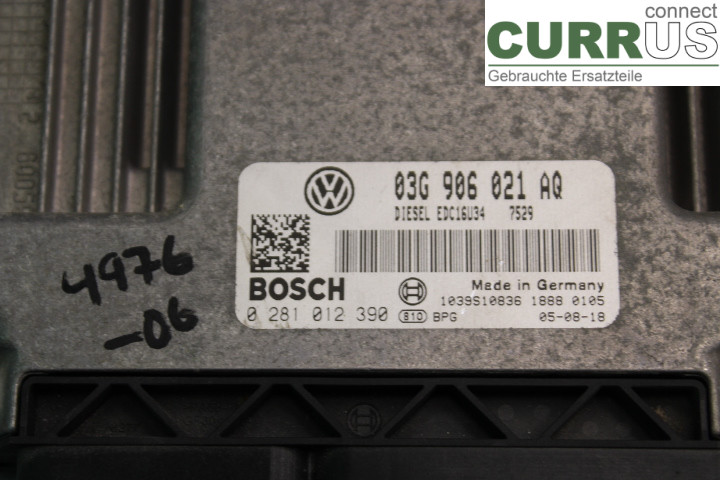 connect
CURRUS
Gebrauchte Ersatzteile
03G 906 021 AQ
DIESEL EDC16U34 7529
BOSCH
Made in Germany
1039S10836 1888 0105
0 281 012 390 810 BPG 05-08-18
4976
-06